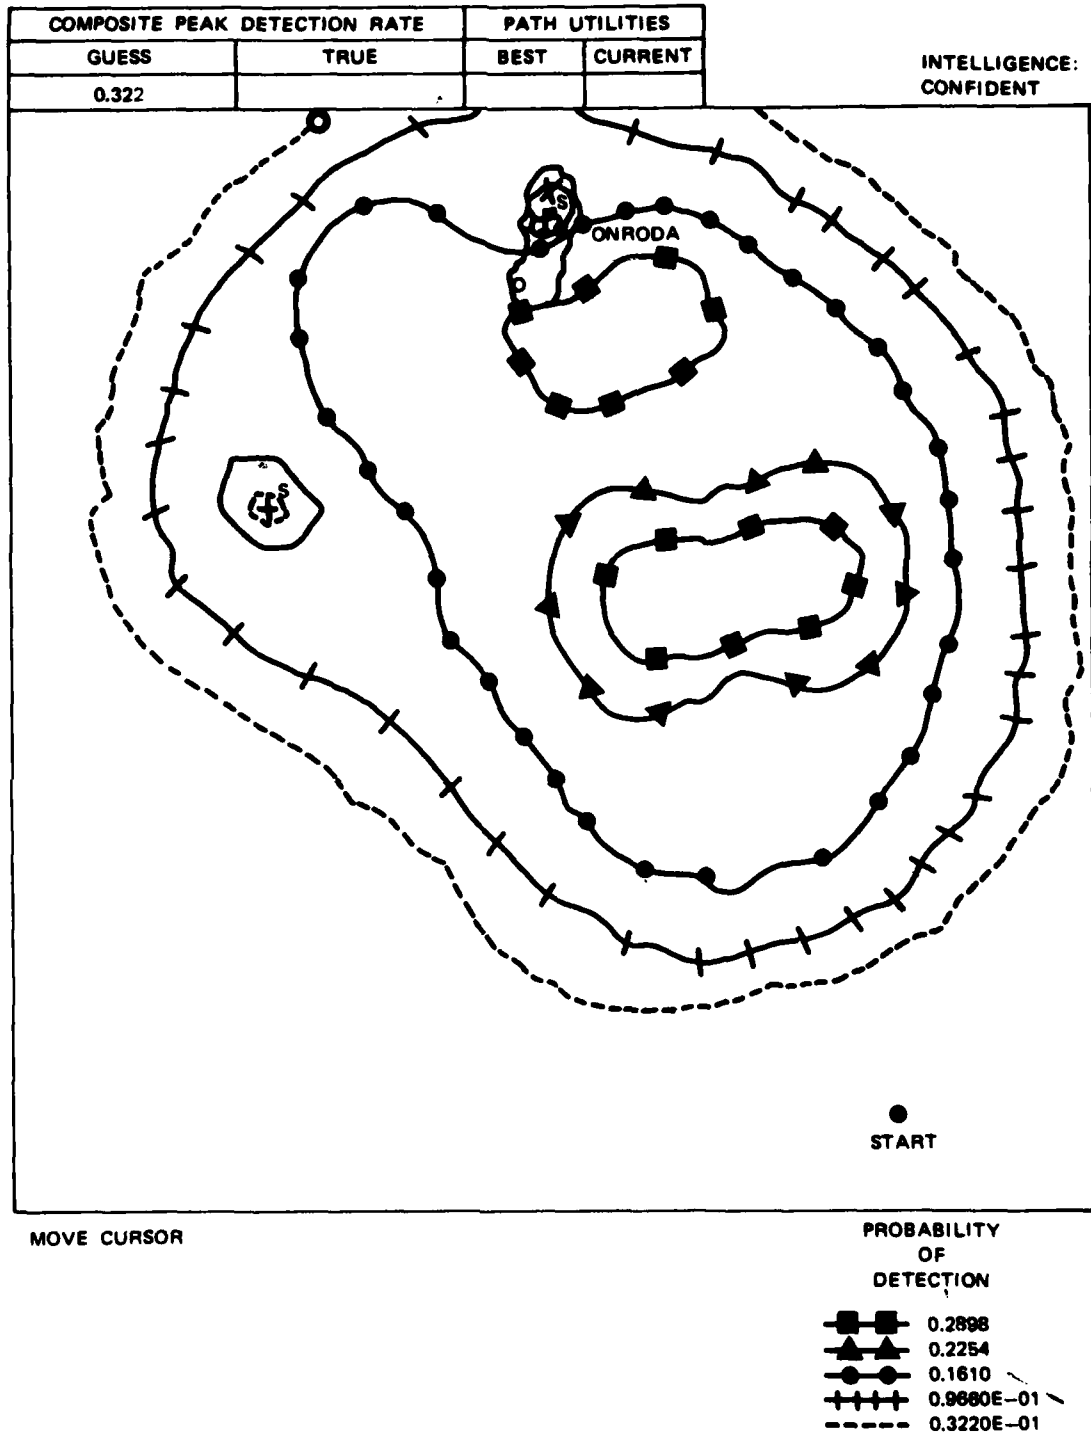 COMPOSITE PEAK DETECTION RATE
PATH UTILITIES
GUESS
TRUE
BEST
CURRENT
0.322
INTELLIGENCE:
CONFIDENT
S
ONRODA
S
START
MOVE CURSOR
PROBABILITY
OF
DETECTION
0.2898
0.2254
0.1610
0.9660E-01
0.3220E-01